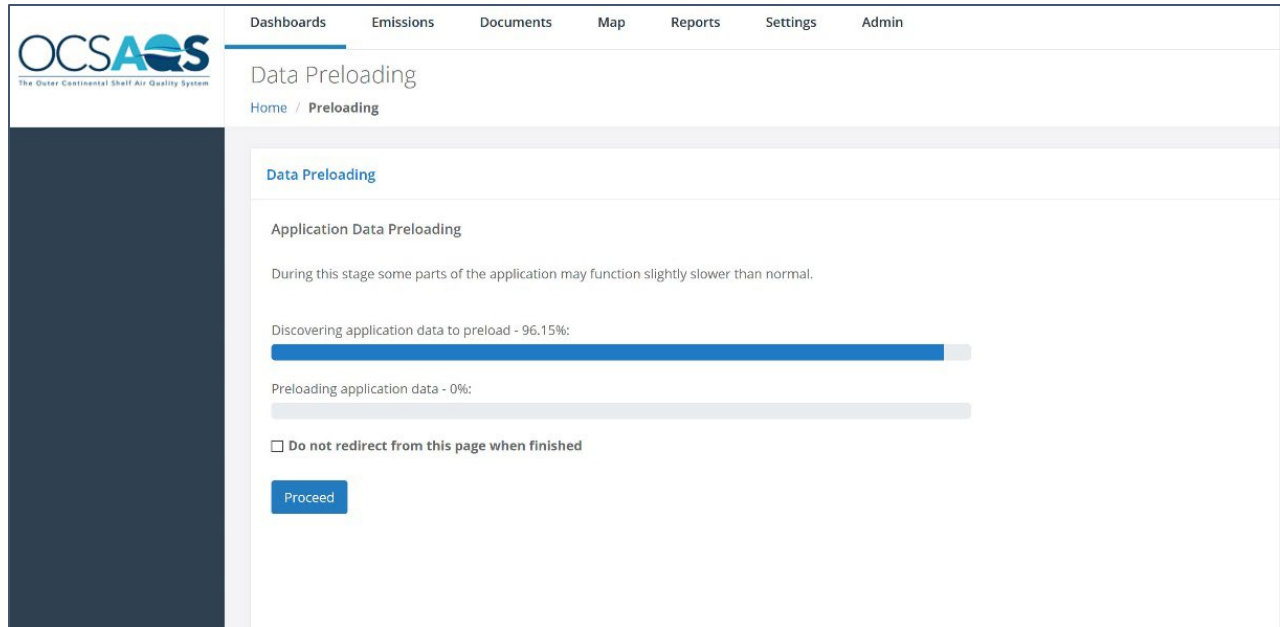 OCSAQS
The Outer Continental Shelf Air Quality System
Dashboards Emissions Documents Map Reports Settings Admin
Data Preloading
Home / Preloading
Data Preloading
Application Data Preloading
During this stage some parts of the application may function slightly slower than normal.
Discovering application data to preload - 96.15%:
Preloading application data - 0%:
Do not redirect from this page when finished
Proceed